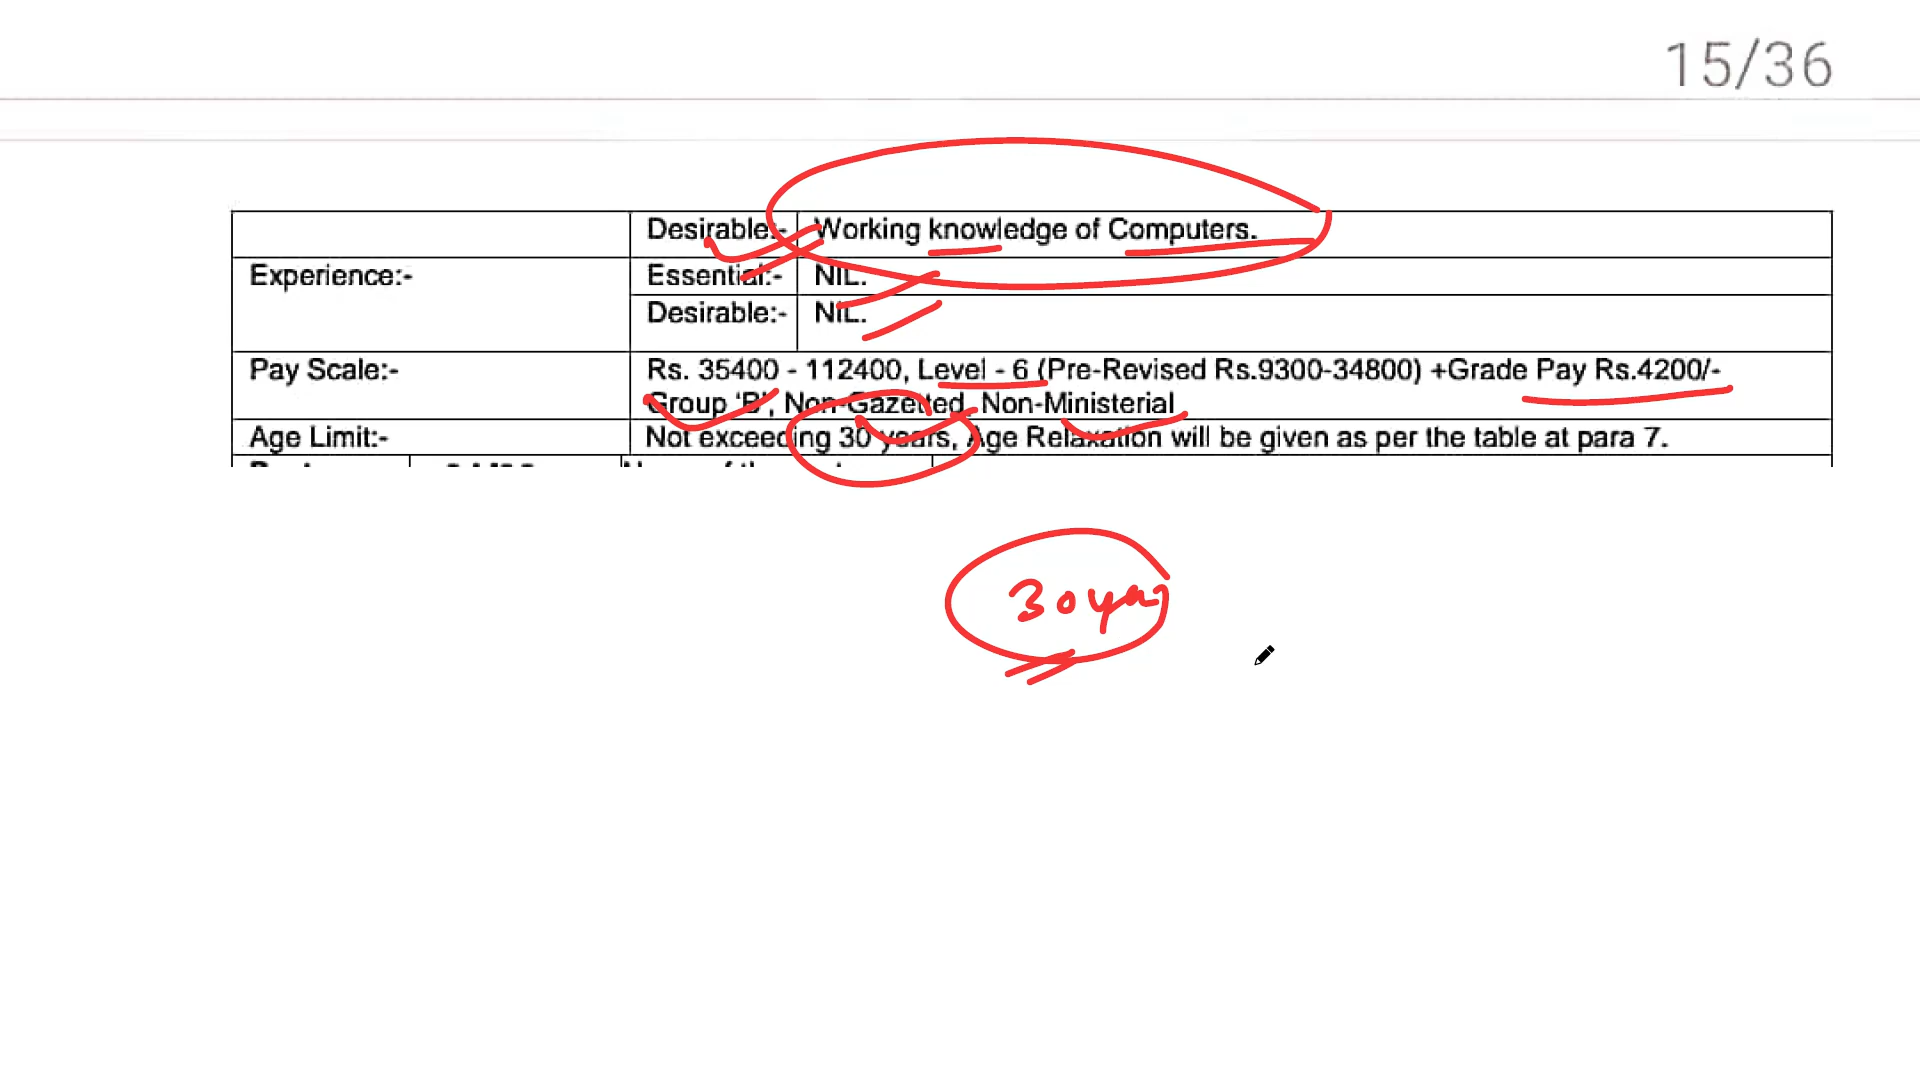 15/36
Desirable:- Working knowledge of Computers.
Experience:- Essential:- NIL.
Desirable:- NIL.
Pay Scale:- Rs. 35400 - 112400, Level - 6 (Pre-Revised Rs.9300-34800) +Grade Pay Rs.4200/-
Group 'B', Non-Gazetted, Non-Ministerial
Age Limit:- Not exceeding 30 years, Age Relaxation will be given as per the table at para 7.
30